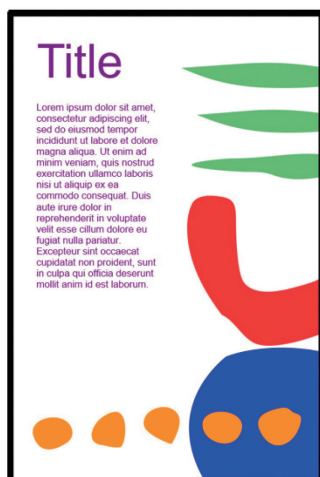 Title
Lorem ipsum dolor sit amet,
consectetur adipiscing elit,
sed do eiusmod tempor
incididunt ut labore et dolore
magna aliqua. Ut enim ad
minim veniam, quis nostrud
exercitation ullamco laboris
nisi ut aliquip ex ea
commodo consequat. Duis
aute irure dolor in
reprehenderit in voluptate
velit esse cillum dolore eu
fugiat nulla pariatur.
Excepteur sint occaecat
cupidatat non proident, sunt
in culpa qui officia deserunt
mollit anim id est laborum.